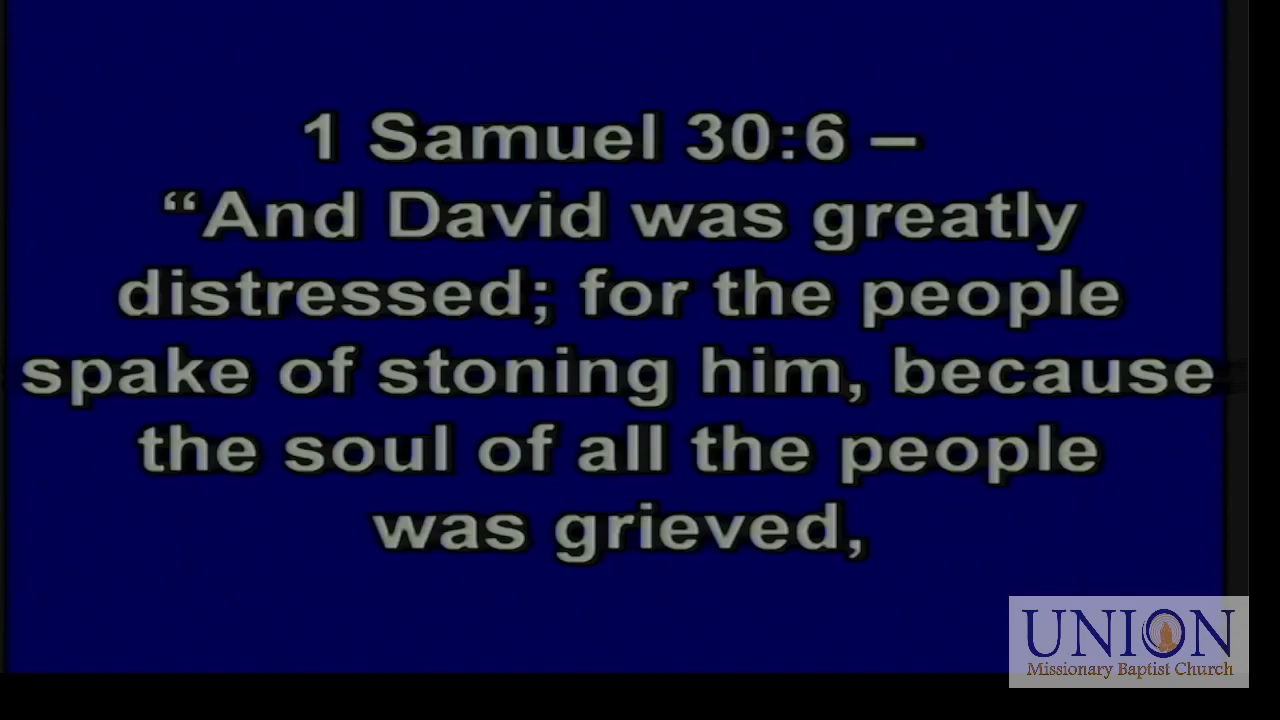 1 Samuel 30:6 –
“And David was greatly
distressed; for the people
spake of stoning him, because
the soul of all the people
was grieved,
UNION
Missionary Baptist Church